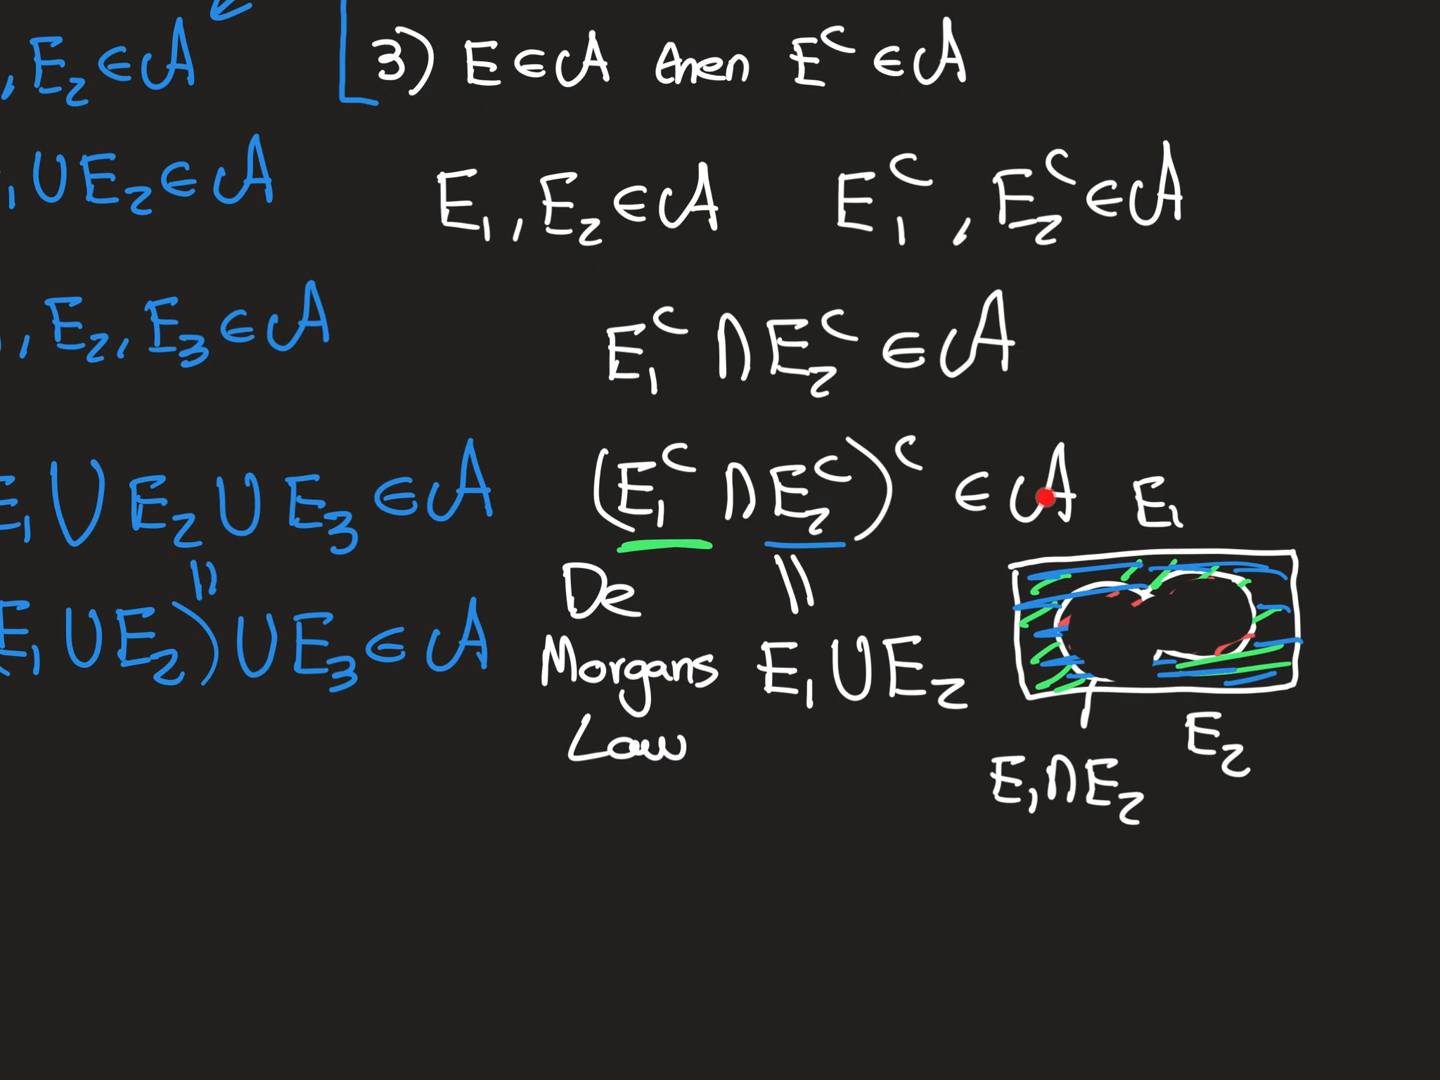 , E₂ ∈ A
₁ ∪ E₂ ∈ A
, E₂, E₃ ∈ A
E₁ ∪ E₂ ∪ E₃ ∈ A
=
E₁ ∪ E₂) ∪ E₃ ∈ A
3) E ∈ A then Eᶜ ∈ A
E₁, E₂ ∈ A E₁ᶜ, E₂ᶜ ∈ A
E₁ᶜ ∩ E₂ᶜ ∈ A
(E₁ᶜ ∩ E₂ᶜ)ᶜ ∈ A
=
E₁ ∪ E₂
De
Morgans
Law
E₁
E₂
E₁ ∩ E₂